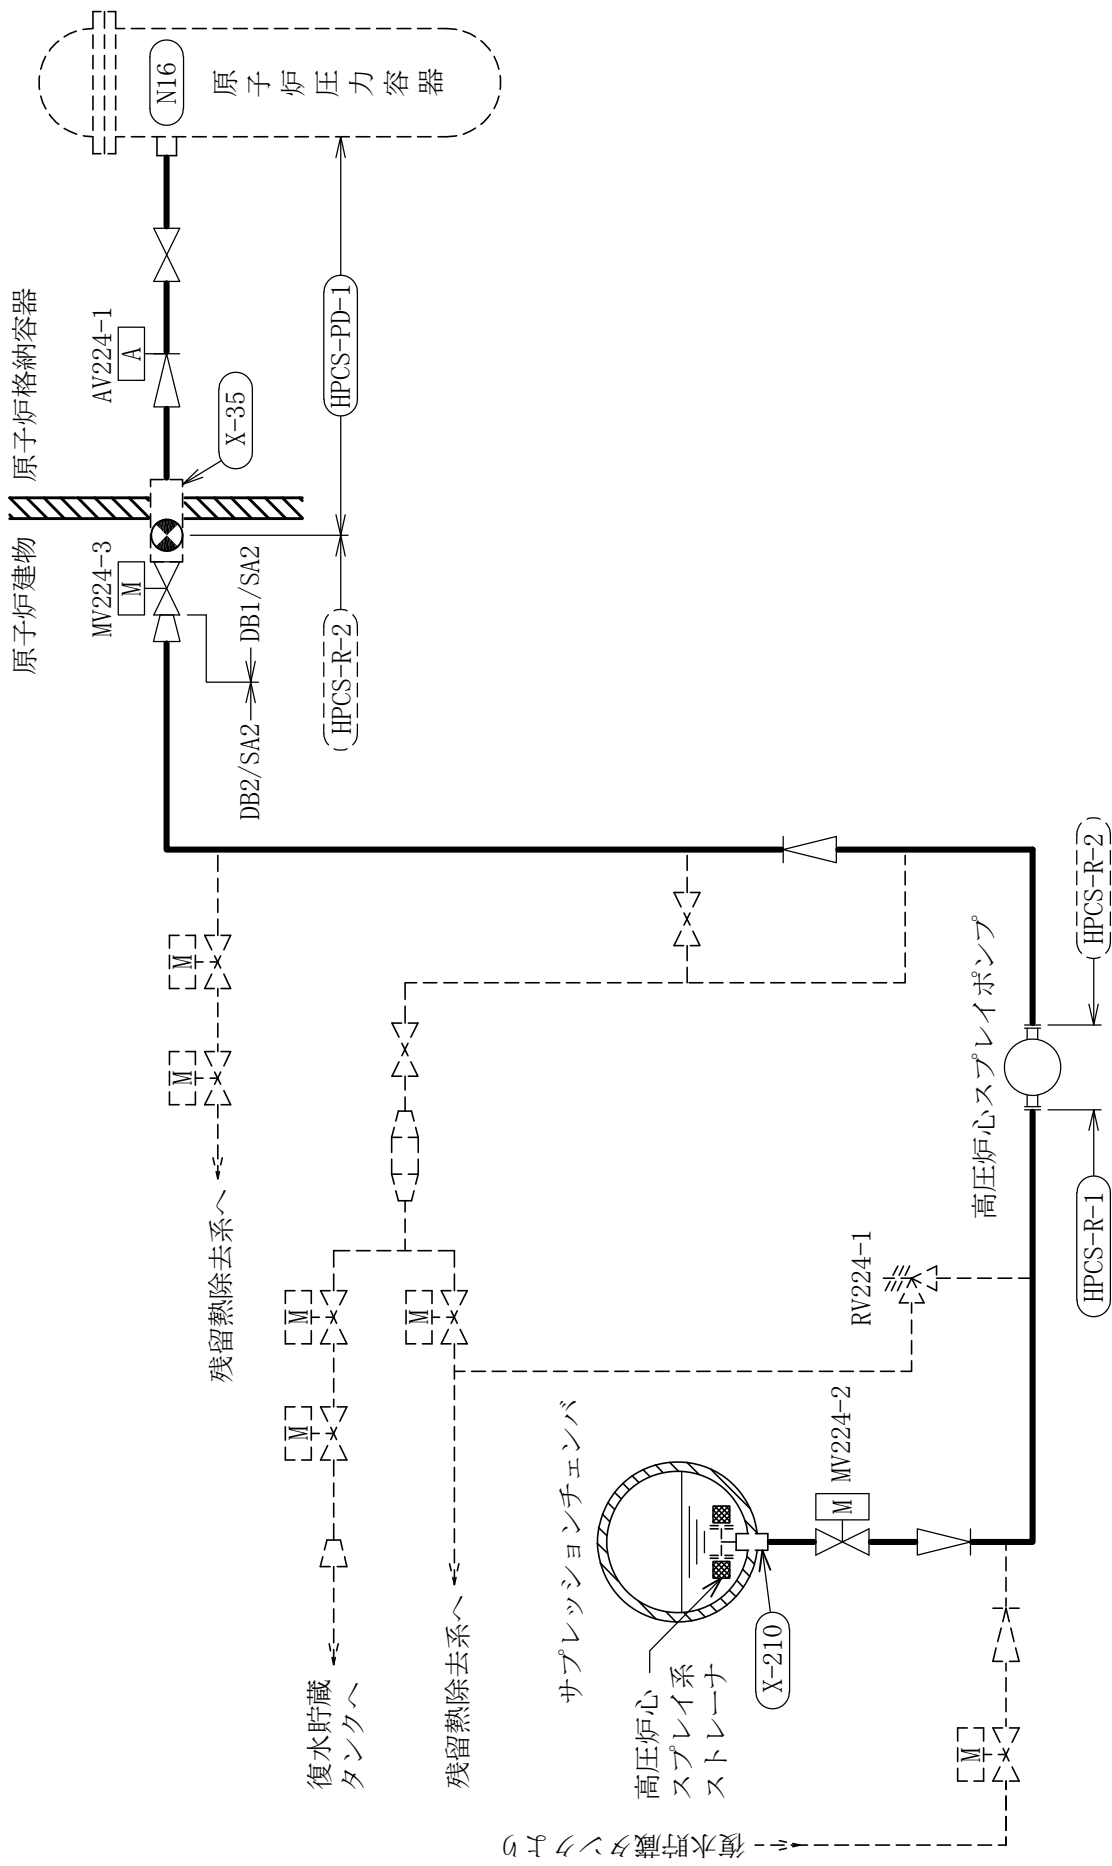 原子炉圧力容器
N16
原子炉格納容器
原子炉建物
AV224-1
A
X-35
MV224-3
M
HPCS-PD-1
DB2/SA2
DB1/SA2
HPCS-R-2
M
M
残留熱除去系へ
高圧炉心スプレイポンプ
HPCS-R-2
HPCS-R-1
RV224-1
M
M
M
復水貯蔵
タンクへ
残留熱除去系へ
サプレッションチェンバ
MV224-2
M
高圧炉心
スプレイ系
ストレーナ
X-210
M
復水貯蔵タンクより